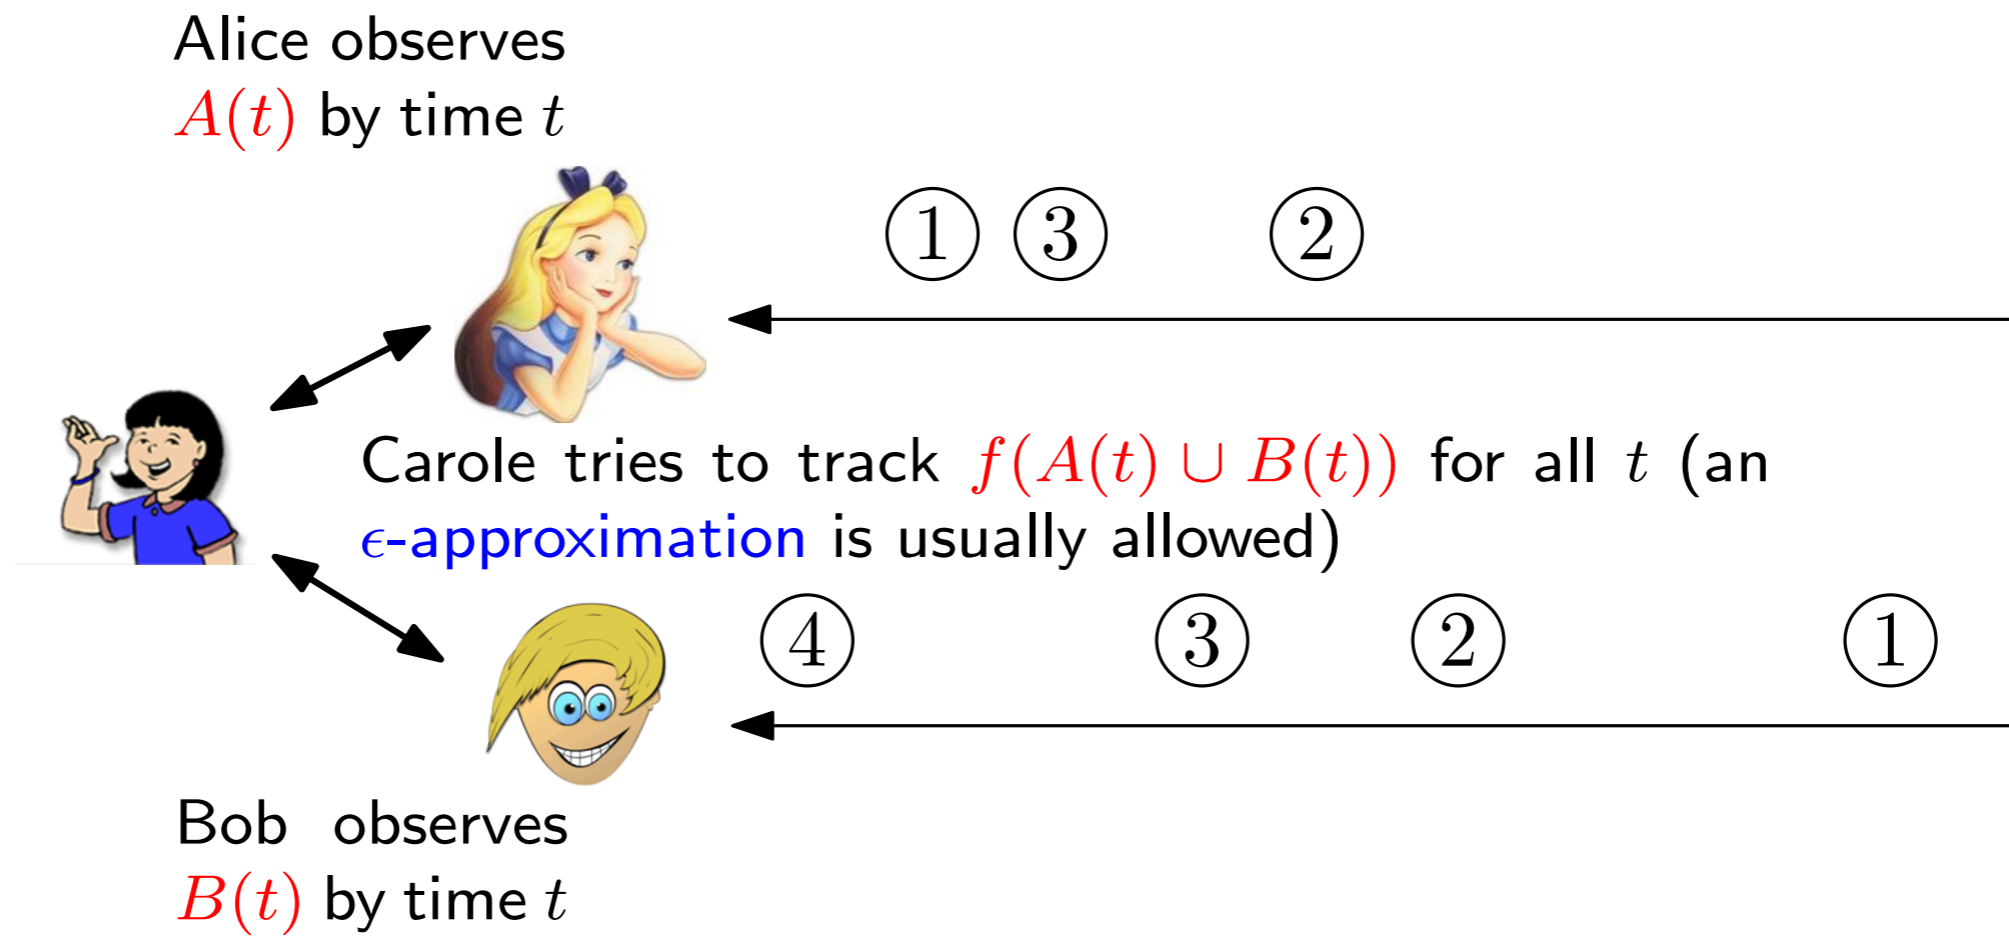 Alice observes
A(t) by time t
1 3 2
Carole tries to track f(A(t) ∪ B(t)) for all t (an
ϵ-approximation is usually allowed)
4 3 2 1
Bob observes
B(t) by time t